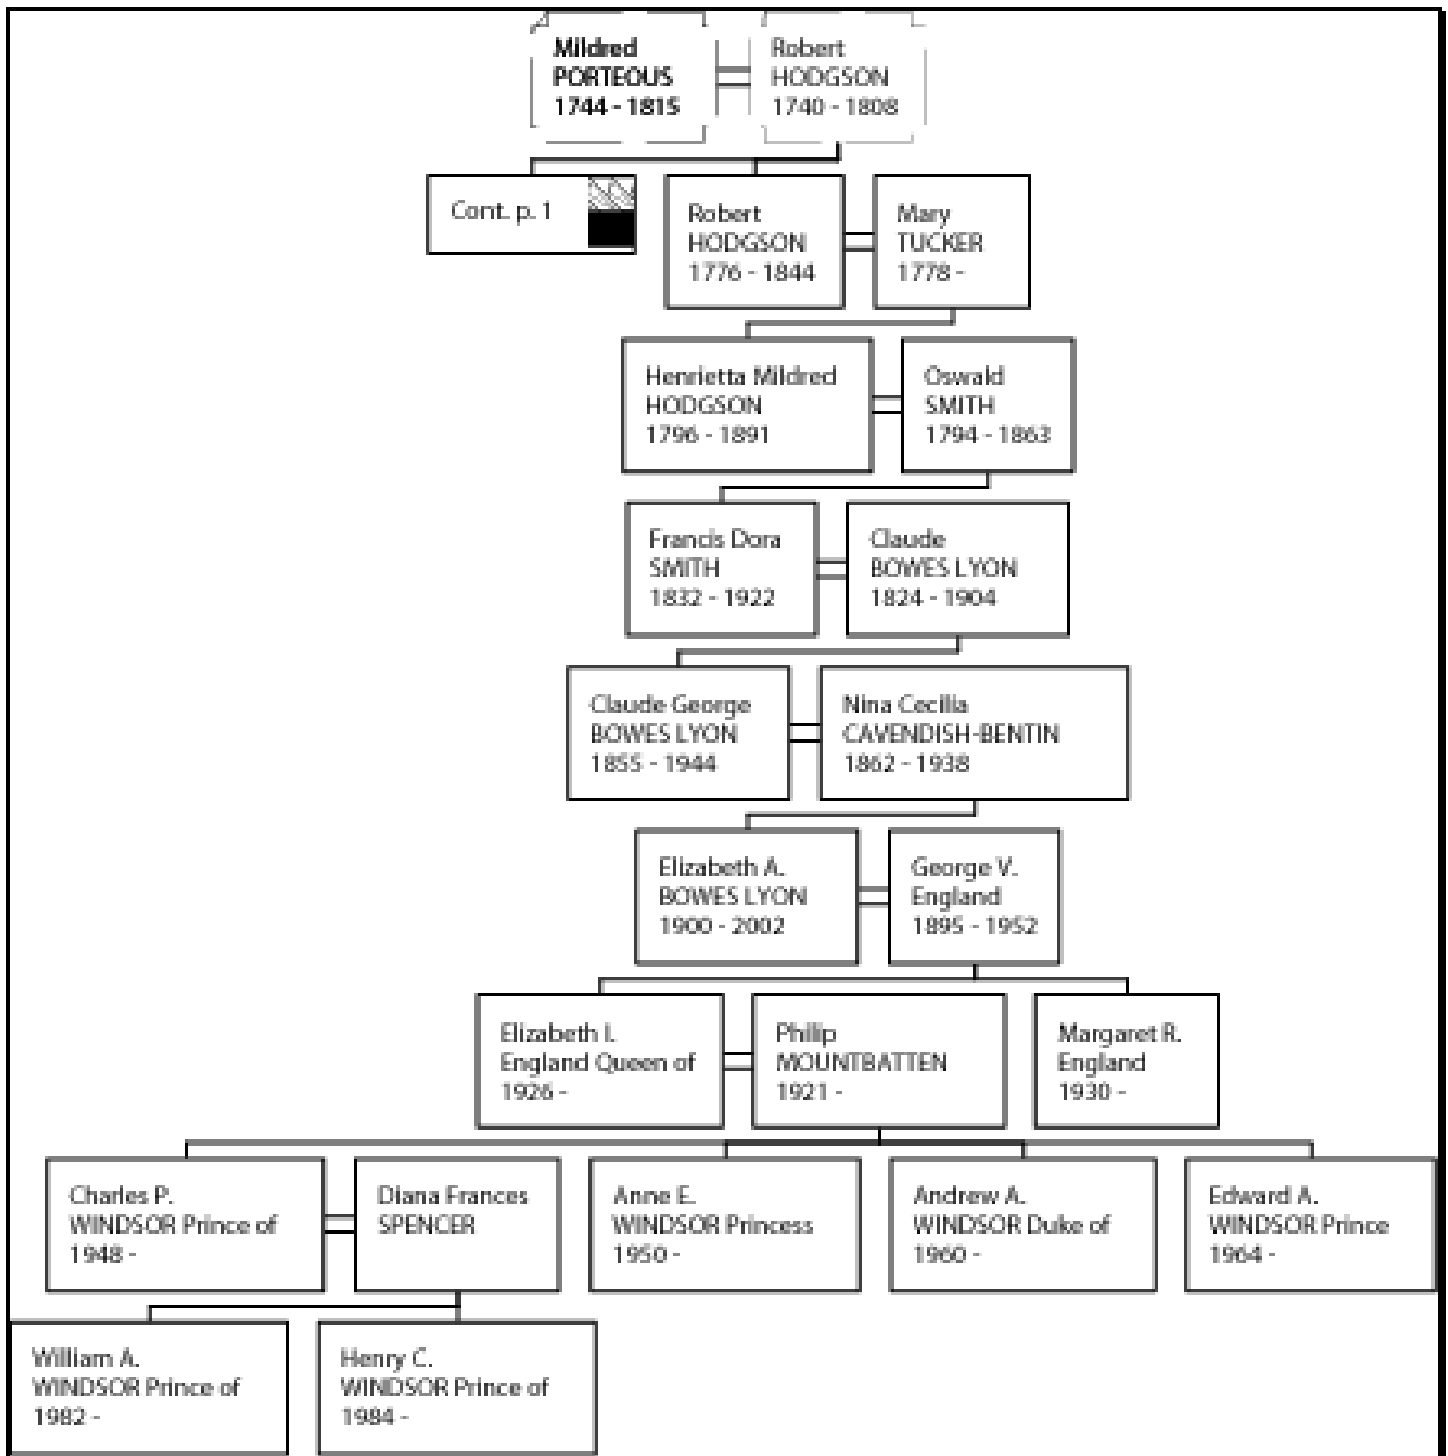 Mildred
PORTEOUS
1744 - 1815
Robert
HODGSON
1740 - 1808
Cont. p. 1
Robert
HODGSON
1776 - 1844
Mary
TUCKER
1778 -
Henrietta Mildred
HODGSON
1796 - 1891
Oswald
SMITH
1794 - 1863
Francis Dora
SMITH
1832 - 1922
Claude
BOWES LYON
1824 - 1904
Claude George
BOWES LYON
1855 - 1944
Nina Cecilla
CAVENDISH-BENTIN
1862 - 1938
Elizabeth A.
BOWES LYON
1900 - 2002
George V.
England
1895 - 1952
Elizabeth I.
England Queen of
1926 -
Philip
MOUNTBATTEN
1921 -
Margaret R.
England
1930 -
Charles P.
WINDSOR Prince of
1948 -
Diana Frances
SPENCER
Anne E.
WINDSOR Princess
1950 -
Andrew A.
WINDSOR Duke of
1960 -
Edward A.
WINDSOR Prince
1964 -
William A.
WINDSOR Prince of
1982 -
Henry C.
WINDSOR Prince of
1984 -